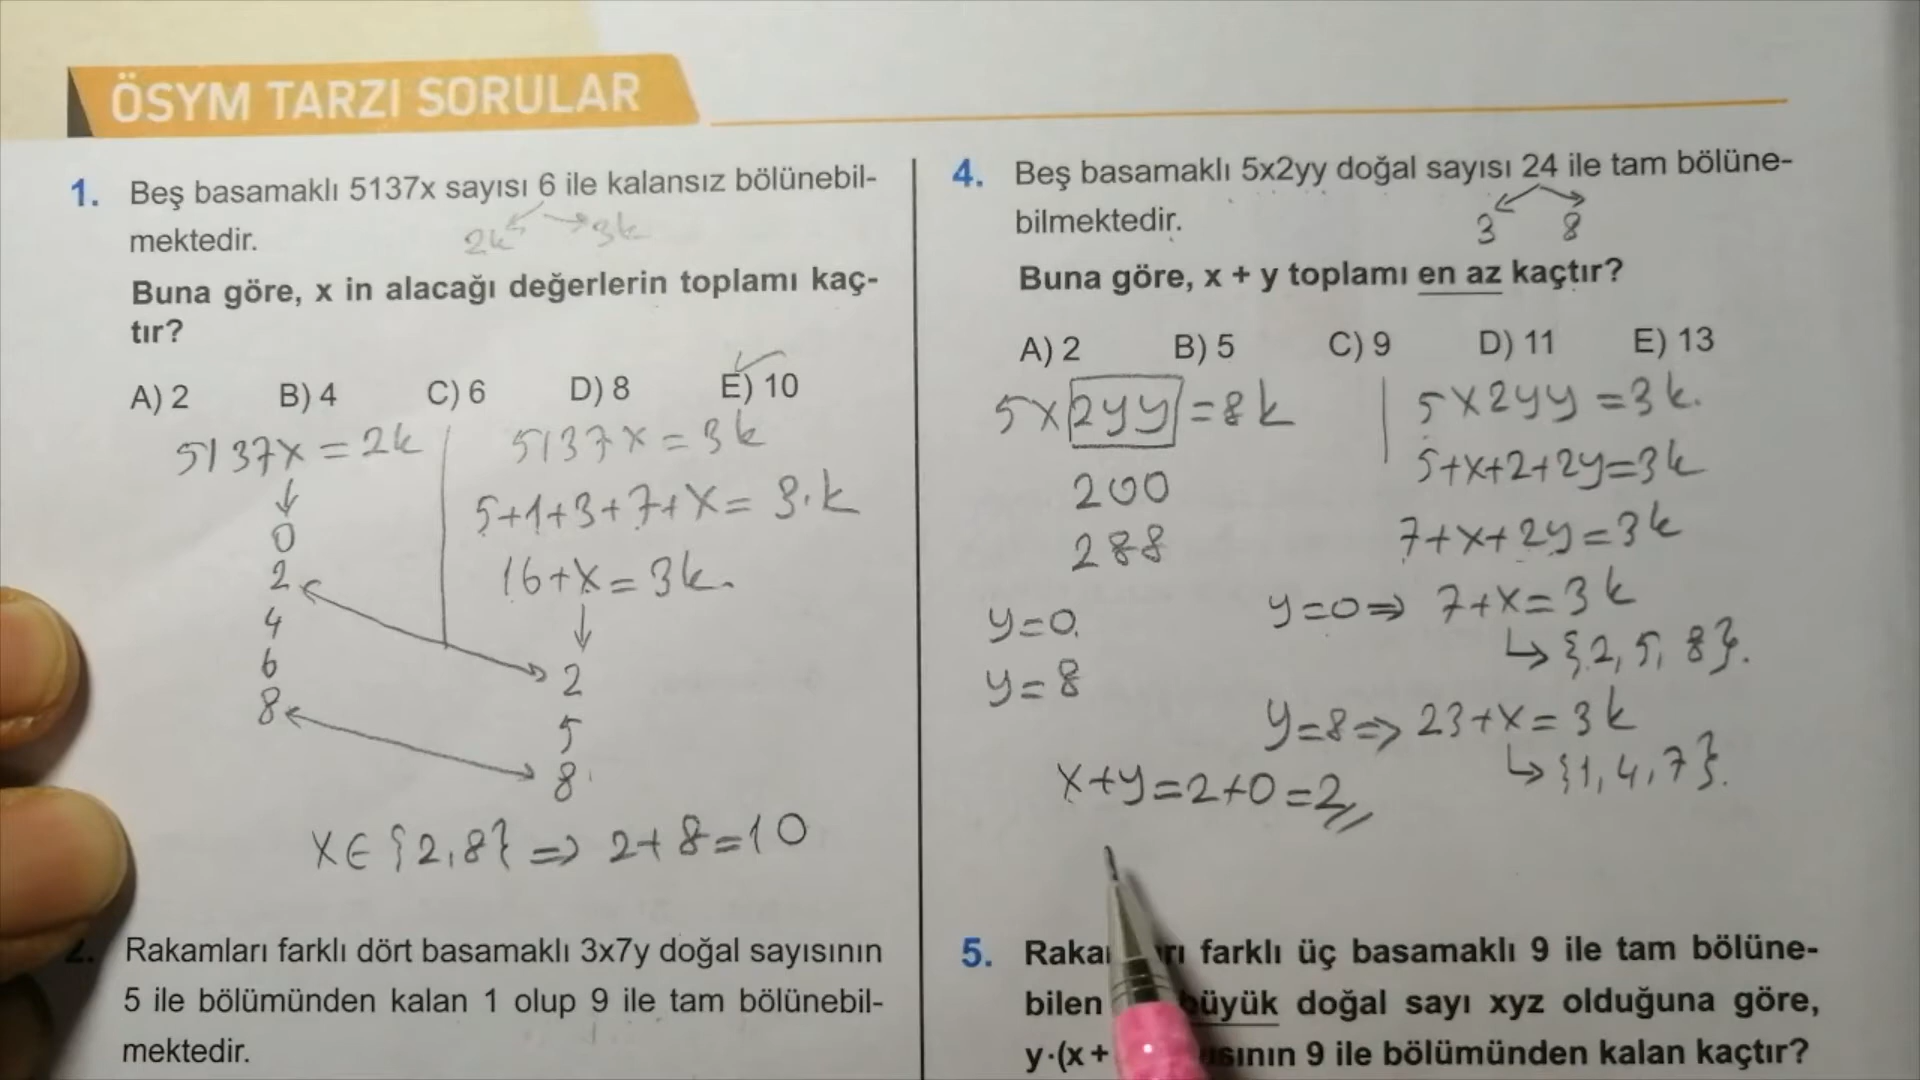 ÖSYM TARZI SORULAR
1. Beş basamaklı 5137x sayısı 6 ile kalansız bölünebil-
mektedir.
2k 3k
Buna göre, x in alacağı değerlerin toplamı kaç-
tır?
A) 2 B) 4 C) 6 D) 8 E) 10
5137x = 2k
0
2
4
6
8
5137x = 3k
5+1+3+7+x = 3.k
16+x = 3k.
2
5
8
x∈{2,8} ⇒ 2+8=10
2. Rakamları farklı dört basamaklı 3x7y doğal sayısının
5 ile bölümünden kalan 1 olup 9 ile tam bölünebil-
mektedir.
4. Beş basamaklı 5x2yy doğal sayısı 24 ile tam bölüne-
bilmektedir.
3 8
Buna göre, x + y toplamı en az kaçtır?
A) 2 B) 5 C) 9 D) 11 E) 13
5x2yy = 8k
200
288
y=0.
y=8
5x2yy = 3k.
5+x+2+2y=3k
7+x+2y=3k
y=0⇒ 7+x=3k
↳ {2,5,8}.
y=8⇒ 23+x=3k
↳ {1,4,7}.
x+y=2+0=2//
5. farklı üç basamaklı 9 ile tam bölüne-
bilen doğal sayı xyz olduğuna göre,
y·(x + 9 ile bölümünden kalan kaçtır?